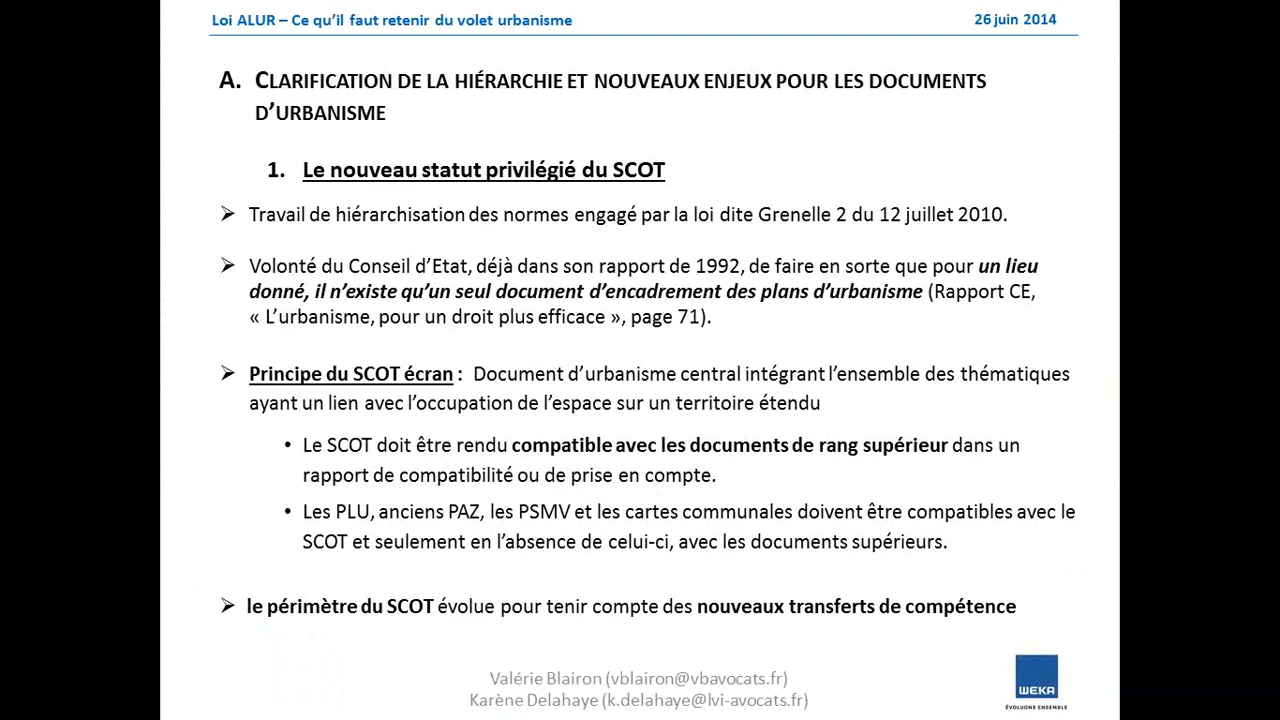 Loi ALUR – Ce qu’il faut retenir du volet urbanisme
26 juin 2014
A. CLARIFICATION DE LA HIÉRARCHIE ET NOUVEAUX ENJEUX POUR LES DOCUMENTS
D’URBANISME
1. Le nouveau statut privilégié du SCOT
➢ Travail de hiérarchisation des normes engagé par la loi dite Grenelle 2 du 12 juillet 2010.
➢ Volonté du Conseil d’Etat, déjà dans son rapport de 1992, de faire en sorte que pour un lieu
donné, il n’existe qu’un seul document d’encadrement des plans d’urbanisme (Rapport CE,
« L’urbanisme, pour un droit plus efficace », page 71).
➢ Principe du SCOT écran : Document d’urbanisme central intégrant l’ensemble des thématiques
ayant un lien avec l’occupation de l’espace sur un territoire étendu
• Le SCOT doit être rendu compatible avec les documents de rang supérieur dans un
rapport de compatibilité ou de prise en compte.
• Les PLU, anciens PAZ, les PSMV et les cartes communales doivent être compatibles avec le
SCOT et seulement en l’absence de celui-ci, avec les documents supérieurs.
➢ le périmètre du SCOT évolue pour tenir compte des nouveaux transferts de compétence
Valérie Blairon (vblairon@vbavocats.fr)
Karène Delahaye (k.delahaye@lvi-avocats.fr)
WEKA
ÉVOLUONS ENSEMBLE